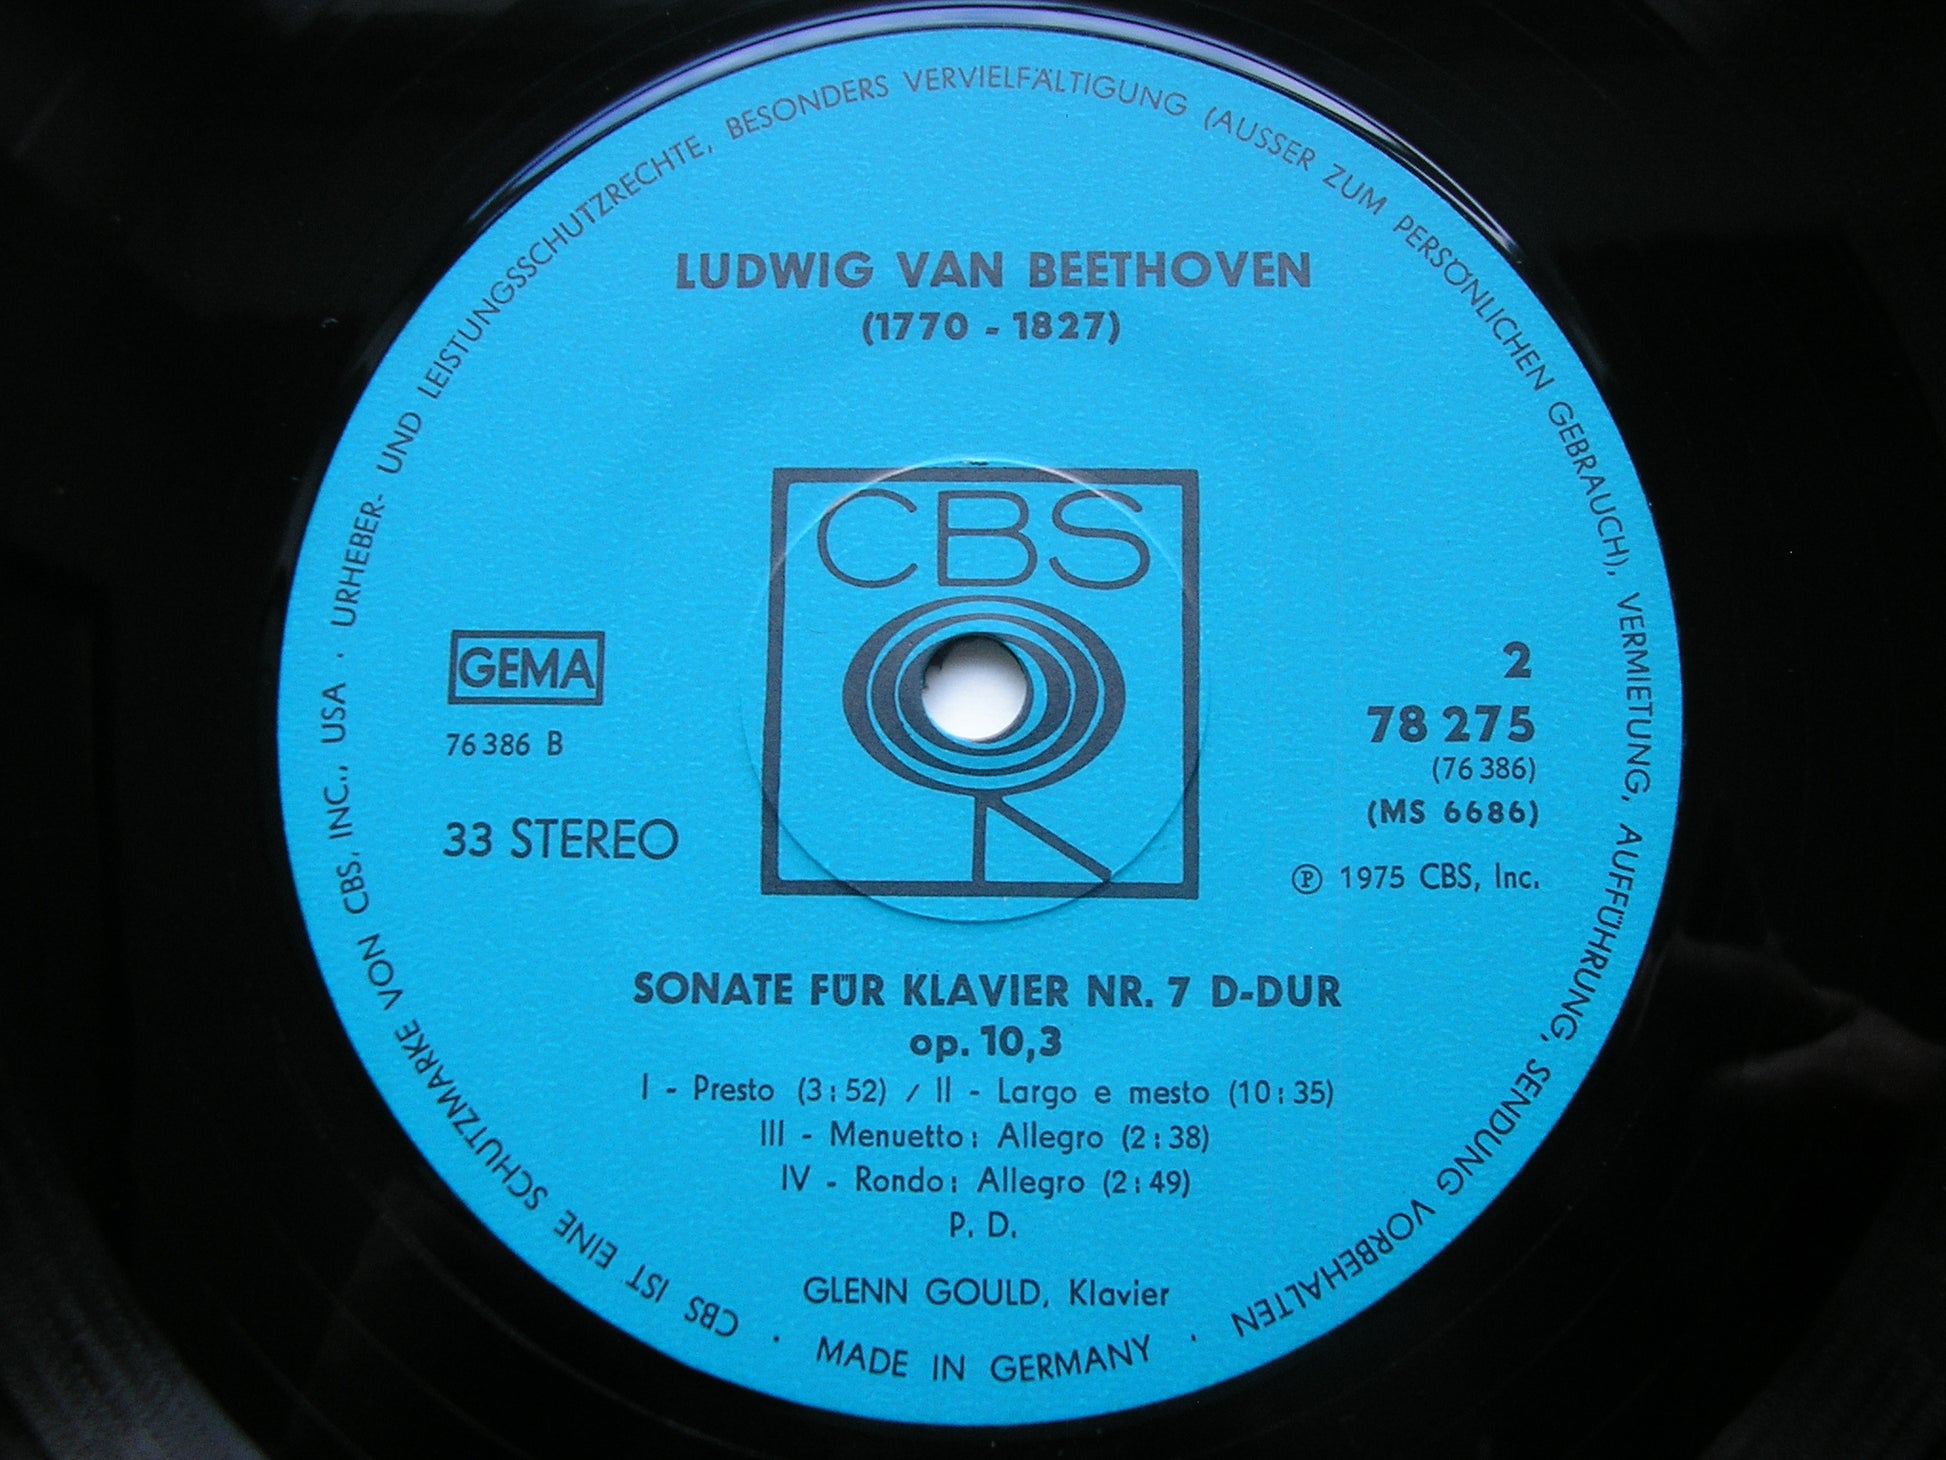 URHEBER- UND LEISTUNGSSCHUTZRECHTE, BESONDERS VERVIELFÄLTIGUNG (AUSSER ZUM PERSÖNLICHEN GEBRAUCH), VERMIETUNG, AUFFÜHRUNG, SENDUNG VORBEHALTEN ·
LUDWIG VAN BEETHOVEN
(1770 - 1827)
CBS
GEMA
76 386 B
33 STEREO
2
78 275
(76 386)
(MS 6686)
℗ 1975 CBS, Inc.
SONATE FÜR KLAVIER NR. 7 D-DUR
op. 10,3
I - Presto (3:52) / II - Largo e mesto (10:35)
III - Menuetto: Allegro (2:38)
IV - Rondo: Allegro (2:49)
P. D.
GLENN GOULD, Klavier
MADE IN GERMANY ·
CBS IST EINE SCHUTZMARKE VON CBS, INC., USA ·